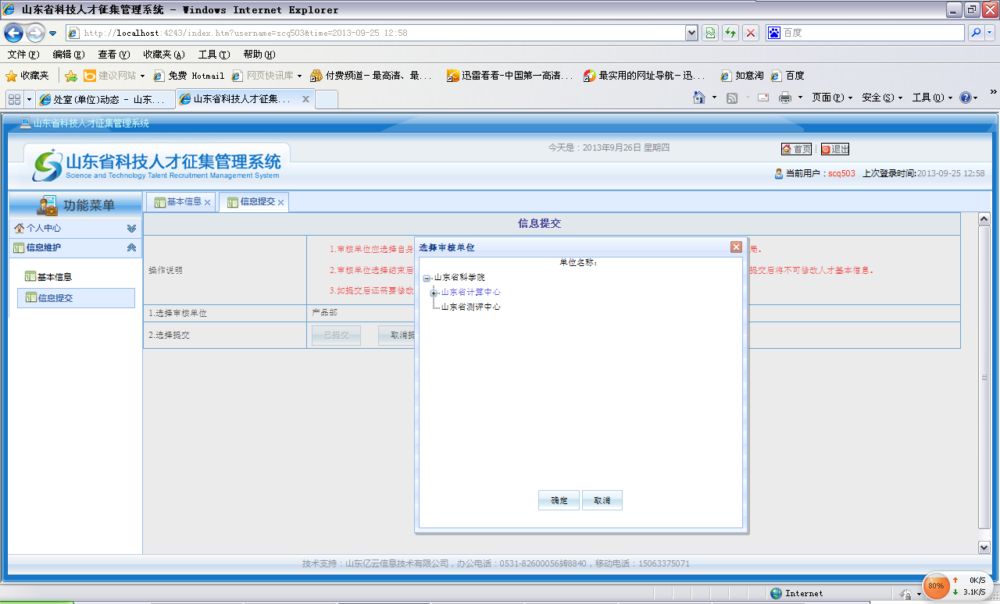 山东省科技人才征集管理系统 - Windows Internet Explorer
http://localhost:4243/index.htm?username=scq503&time=2013-09-25 12:58
百度
文件(F) 编辑(E) 查看(V) 收藏夹(A) 工具(T) 帮助(H)
收藏夹 建议网站 免费 Hotmail 网页快讯库 付费频道－最高清、最... 迅雷看看-中国第一高清... 最实用的网址导航－迅... 如意淘 百度
处室(单位)动态 - 山东... 山东省科技人才征集... 页面(P) 安全(S) 工具(O)
山东省科技人才征集管理系统
今天是：2013年9月26日 星期四 首页 | 退出
山东省科技人才征集管理系统
Science and Technology Talent Recruitment Management System
当前用户：scq503 上次登录时间:2013-09-25 12:58
功能菜单
个人中心
信息维护
基本信息
信息提交
基本信息 信息提交
信息提交
操作说明
1.审核单位应选择自身
局。
2.审核单位选择结束后
提交后将不可修改人才基本信息。
3.如提交后还需要修改
1.选择审核单位 产品部
2.选择提交 已提交 取消提
选择审核单位
单位名称：
山东省科学院
山东省计算中心
山东省测评中心
确定 取消
技术支持：山东亿云信息技术有限公司，办公电话：0531-82600056转8840，移动电话：15063375071
Internet
80%
0K/S
3.1K/S